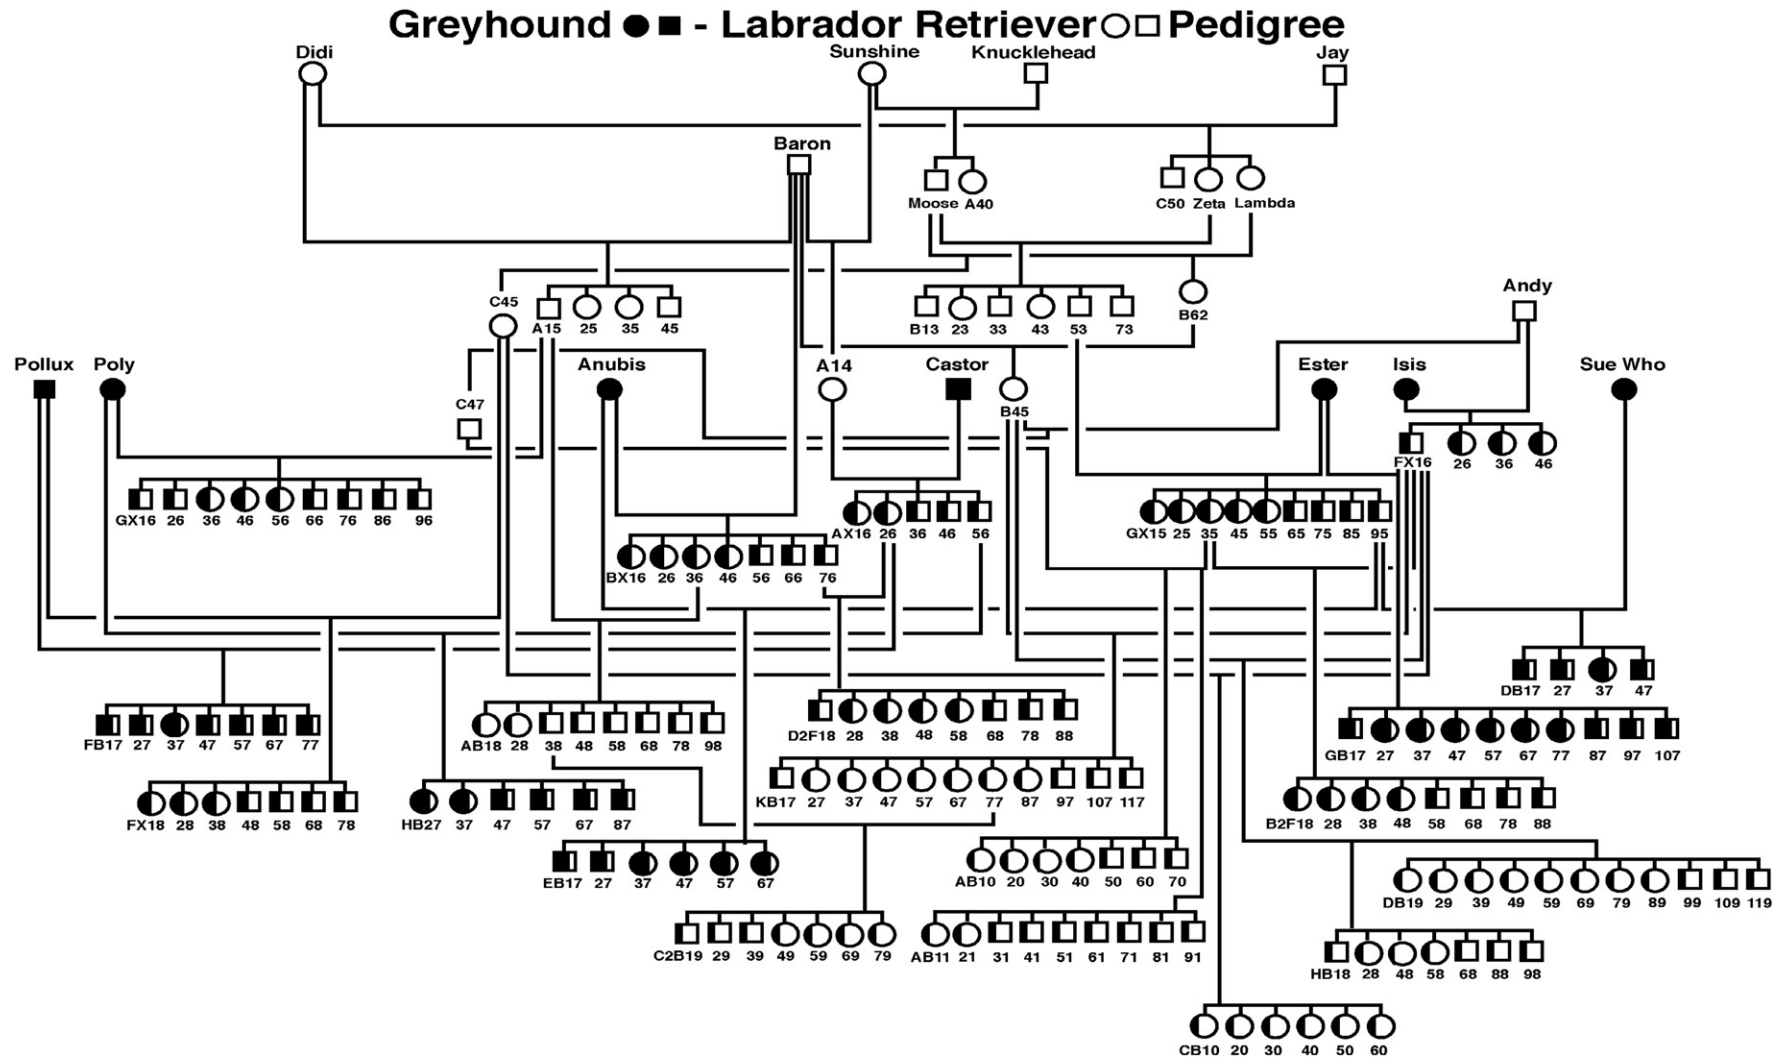 Greyhound - Labrador Retriever Pedigree
Didi Sunshine Knucklehead Jay
Baron
Moose A40 C50 Zeta Lambda
C45 Andy
A15 25 35 45 B13 23 33 43 53 73 B62
Pollux Poly Anubis A14 Castor Ester Isis Sue Who
C47 B45
FX16 26 36 46
GX16 26 36 46 56 66 76 86 96
AX16 26 36 46 56 GX15 25 35 45 55 65 75 85 95
BX16 26 36 46 56 66 76
DB17 27 37 47
FB17 27 37 47 57 67 77 AB18 28 38 48 58 68 78 98 D2F18 28 38 48 58 68 78 88
GB17 27 37 47 57 67 77 87 97 107
KB17 27 37 47 57 67 77 87 97 107 117
FX18 28 38 48 58 68 78 HB27 37 47 57 67 87 B2F18 28 38 48 58 68 78 88
EB17 27 37 47 57 67 AB10 20 30 40 50 60 70
DB19 29 39 49 59 69 79 89 99 109 119
C2B19 29 39 49 59 69 79 AB11 21 31 41 51 61 71 81 91
HB18 28 48 58 68 88 98
CB10 20 30 40 50 60